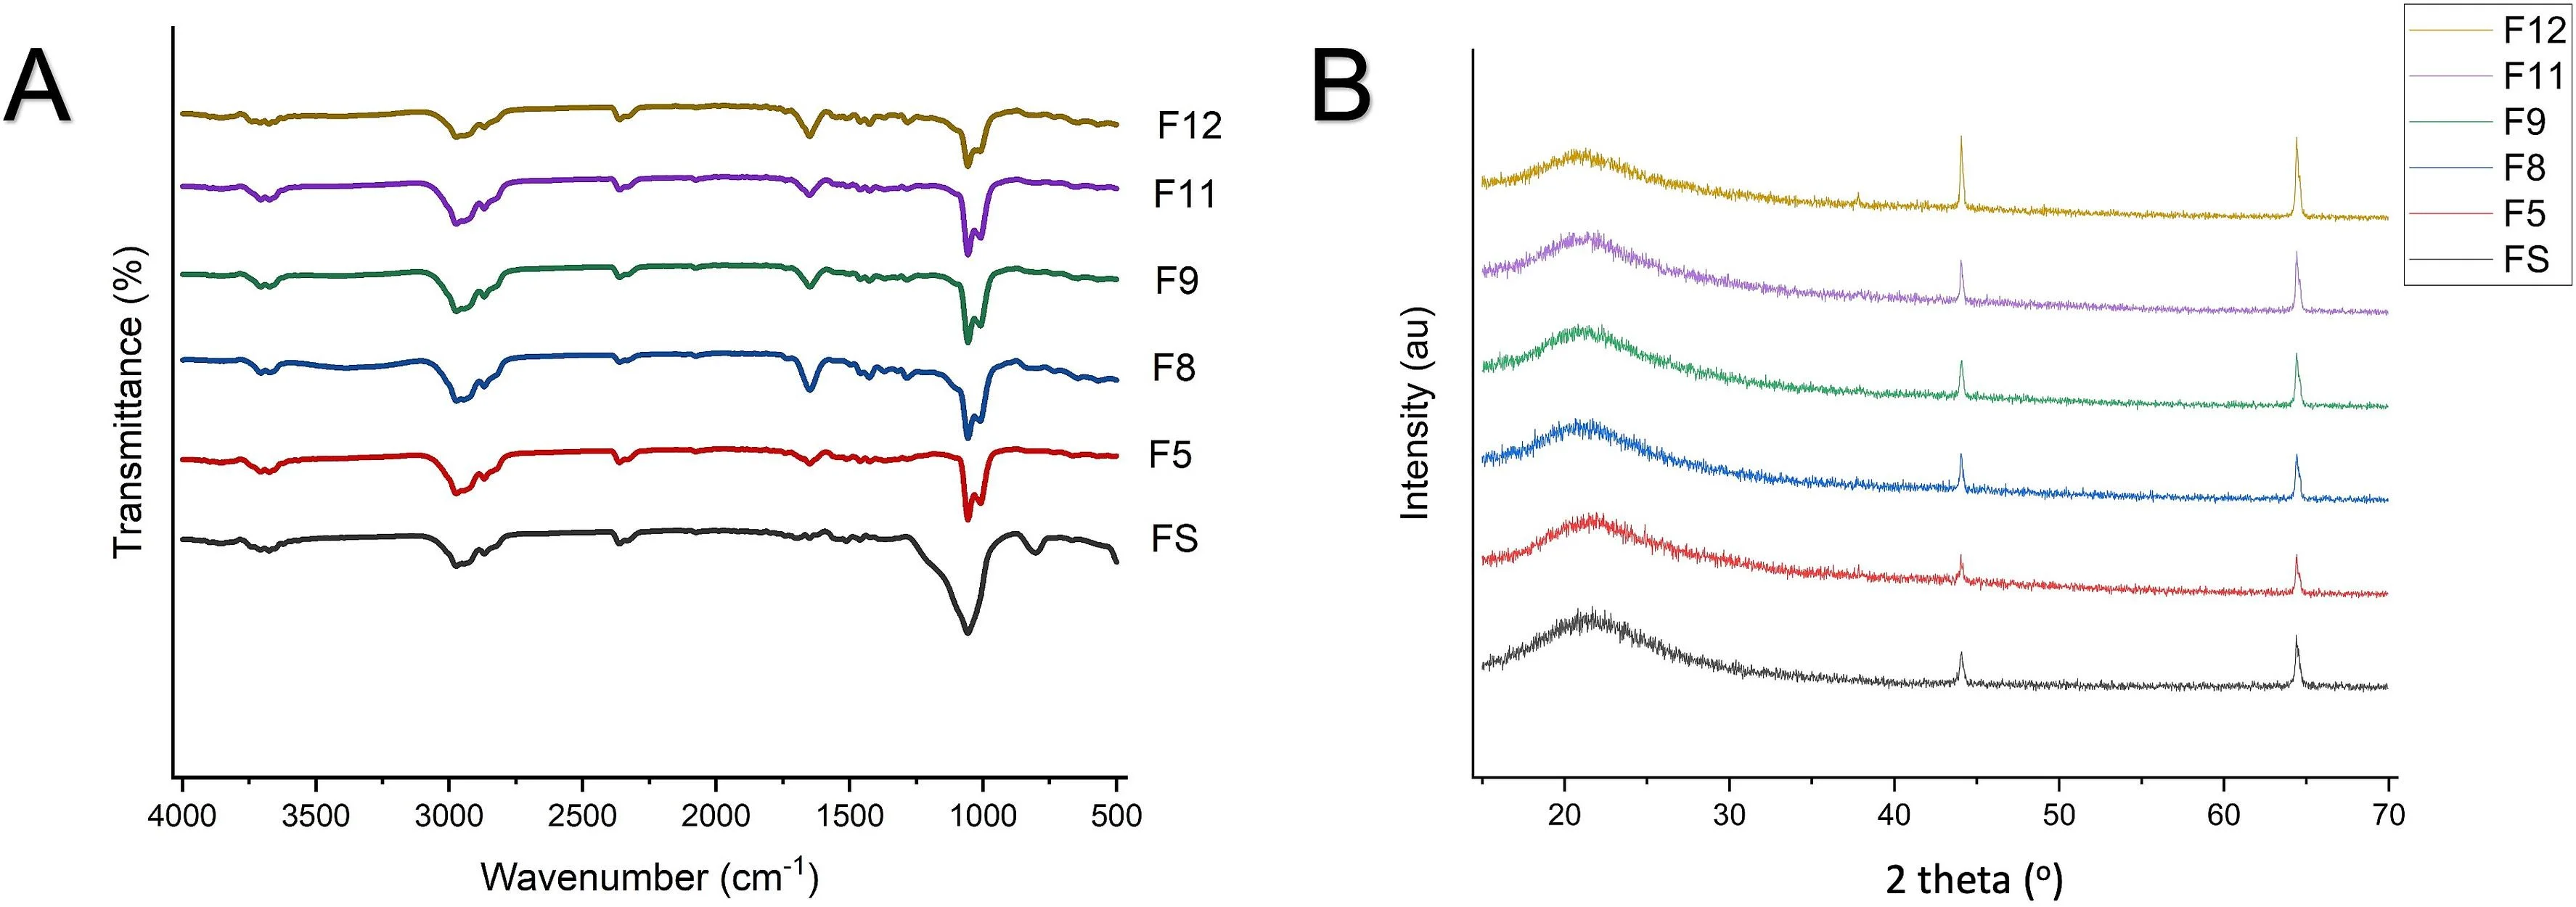 A
Transmittance (%)
F12
F11
F9
F8
F5
FS
4000 3500 3000 2500 2000 1500 1000 500
Wavenumber (cm⁻¹)
B
Intensity (au)
F12
F11
F9
F8
F5
FS
20 30 40 50 60 70
2 theta (º)